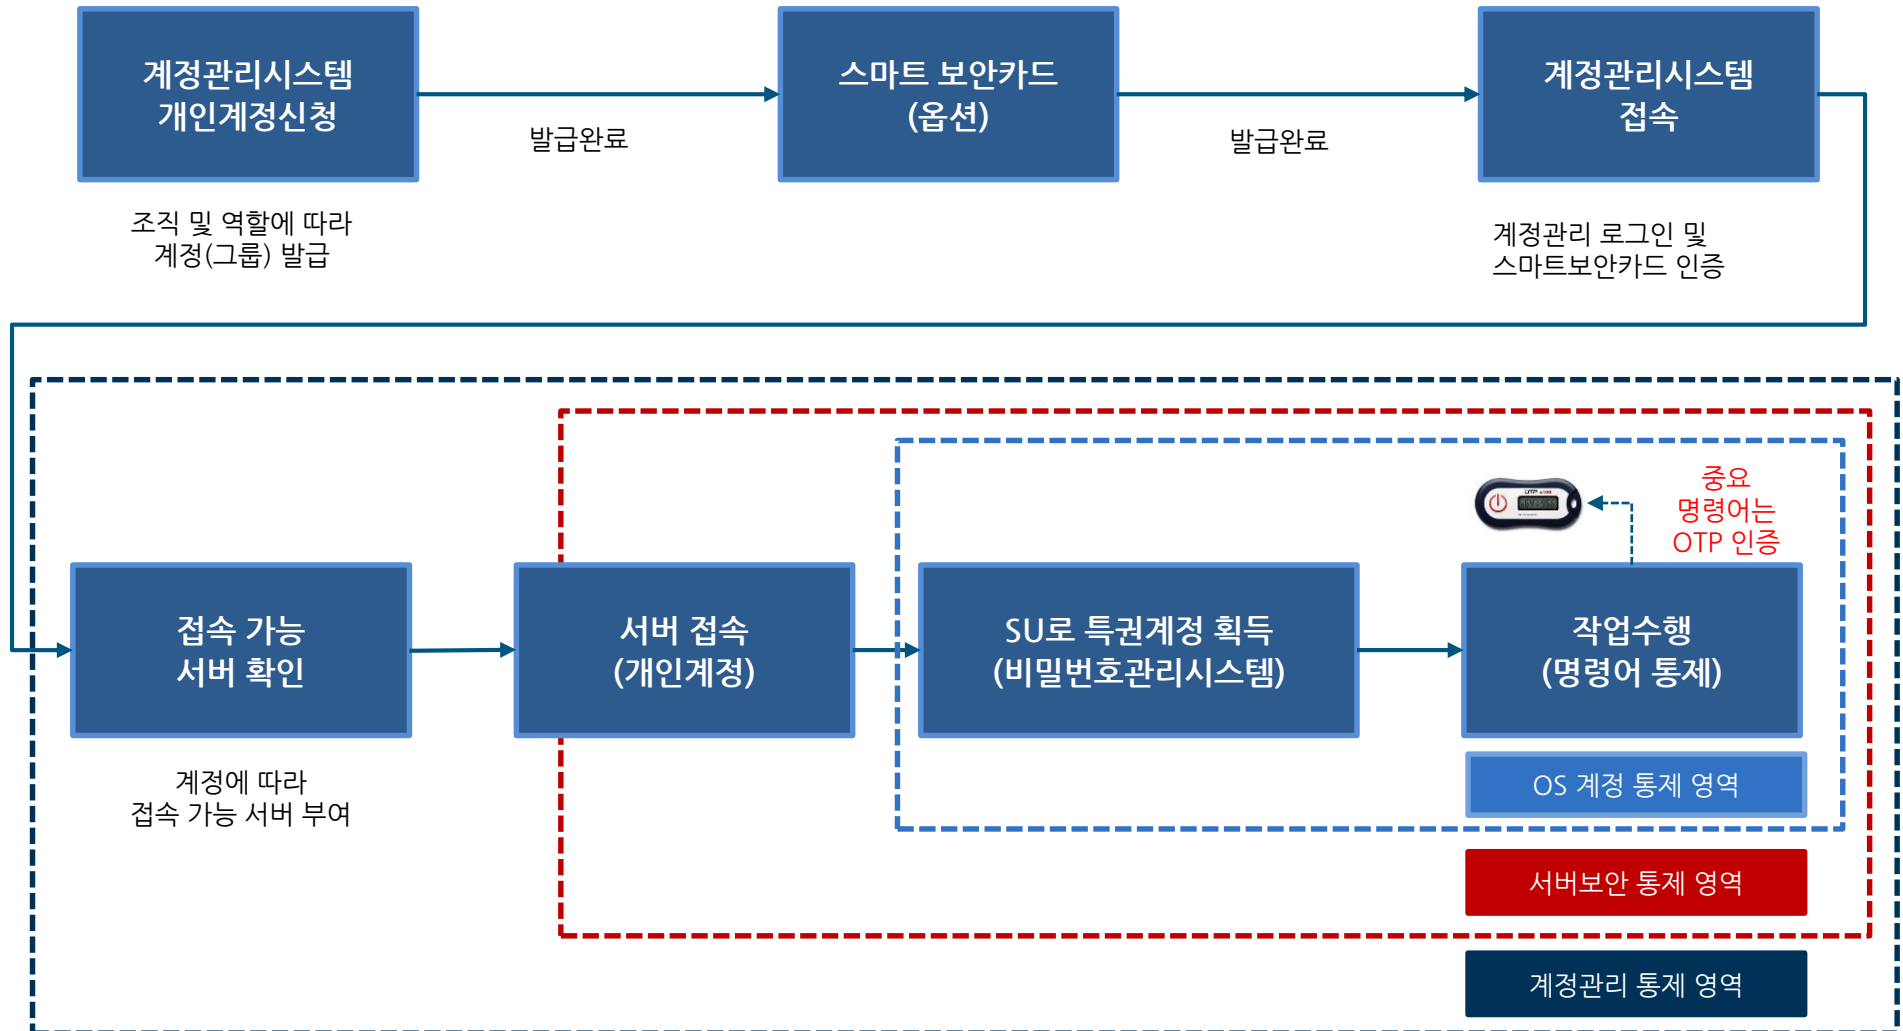 계정관리시스템
개인계정신청
스마트 보안카드
(옵션)
계정관리시스템
접속
발급완료
발급완료
조직 및 역할에 따라
계정(그룹) 발급
계정관리 로그인 및
스마트보안카드 인증
중요
명령어는
OTP 인증
OTP
접속 가능
서버 확인
서버 접속
(개인계정)
SU로 특권계정 획득
(비밀번호관리시스템)
작업수행
(명령어 통제)
계정에 따라
접속 가능 서버 부여
OS 계정 통제 영역
서버보안 통제 영역
계정관리 통제 영역